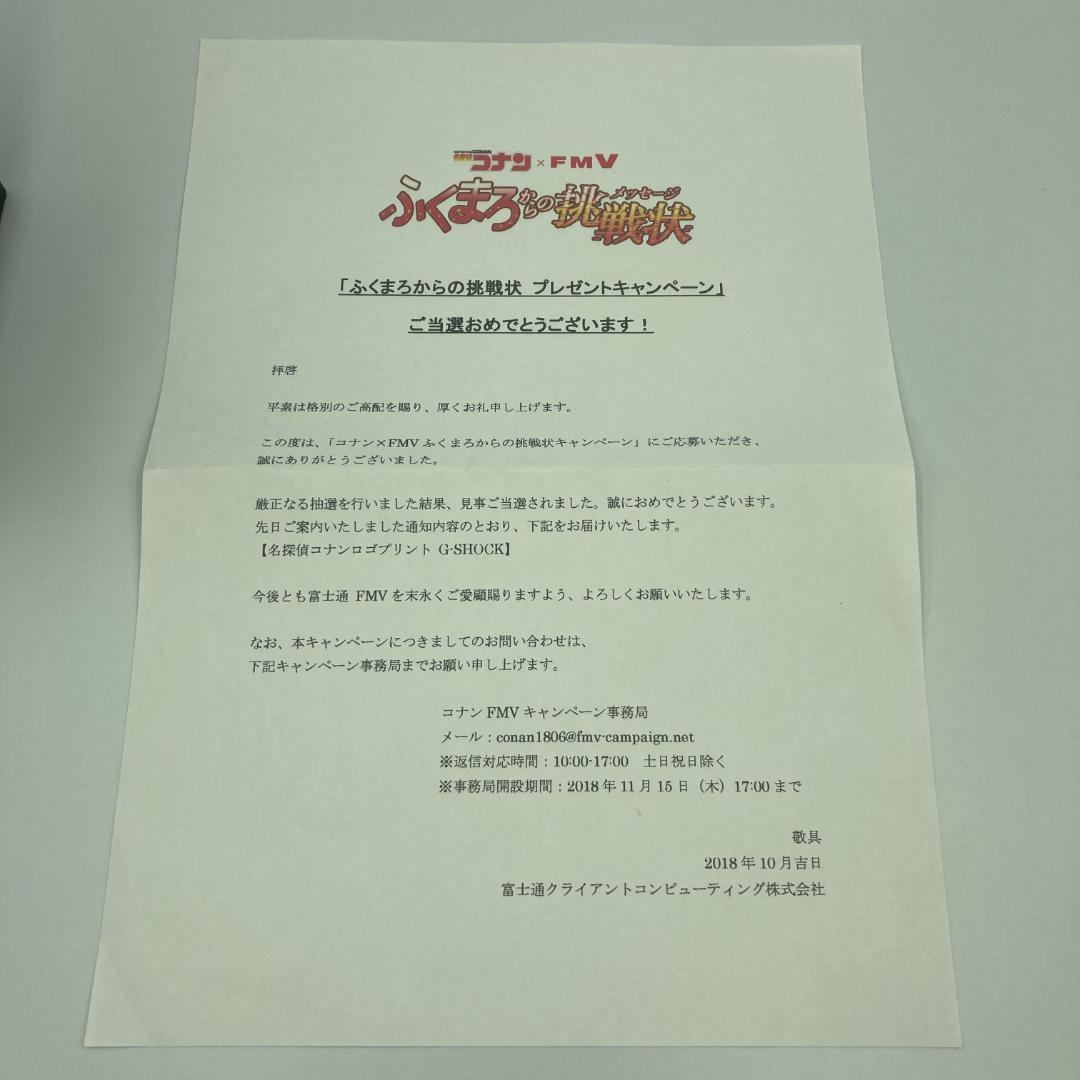 名探偵コナン×FMV
ふくまろからの挑戦状
メッセージ
「ふくまろからの挑戦状 プレゼントキャンペーン」
ご当選おめでとうございます！
拝啓
平素は格別のご高配を賜り、厚くお礼申し上げます。
この度は、「コナン×FMV ふくまろからの挑戦状キャンペーン」にご応募いただき、
誠にありがとうございました。
厳正なる抽選を行いました結果、見事ご当選されました。誠におめでとうございます。
先日ご案内いたしました通知内容のとおり、下記をお届けいたします。
【名探偵コナンロゴプリント G-SHOCK】
今後とも富士通 FMV を末永くご愛顧賜りますよう、よろしくお願いいたします。
なお、本キャンペーンにつきましてのお問い合わせは、
下記キャンペーン事務局までお願い申し上げます。
コナン FMV キャンペーン事務局
メール：conan1806@fmv-campaign.net
※返信対応時間：10:00-17:00　土日祝日除く
※事務局開設期間：2018 年 11 月 15 日（木）17:00 まで
敬具
2018 年 10 月吉日
富士通クライアントコンピューティング株式会社